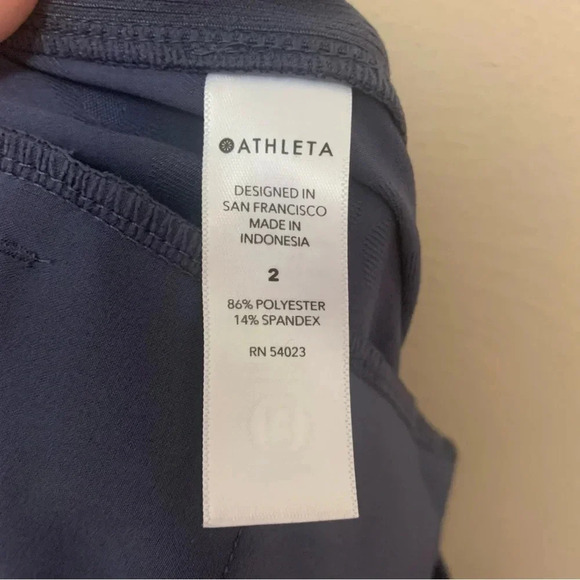 ATHLETA
DESIGNED IN
SAN FRANCISCO
MADE IN
INDONESIA
2
86% POLYESTER
14% SPANDEX
RN 54023